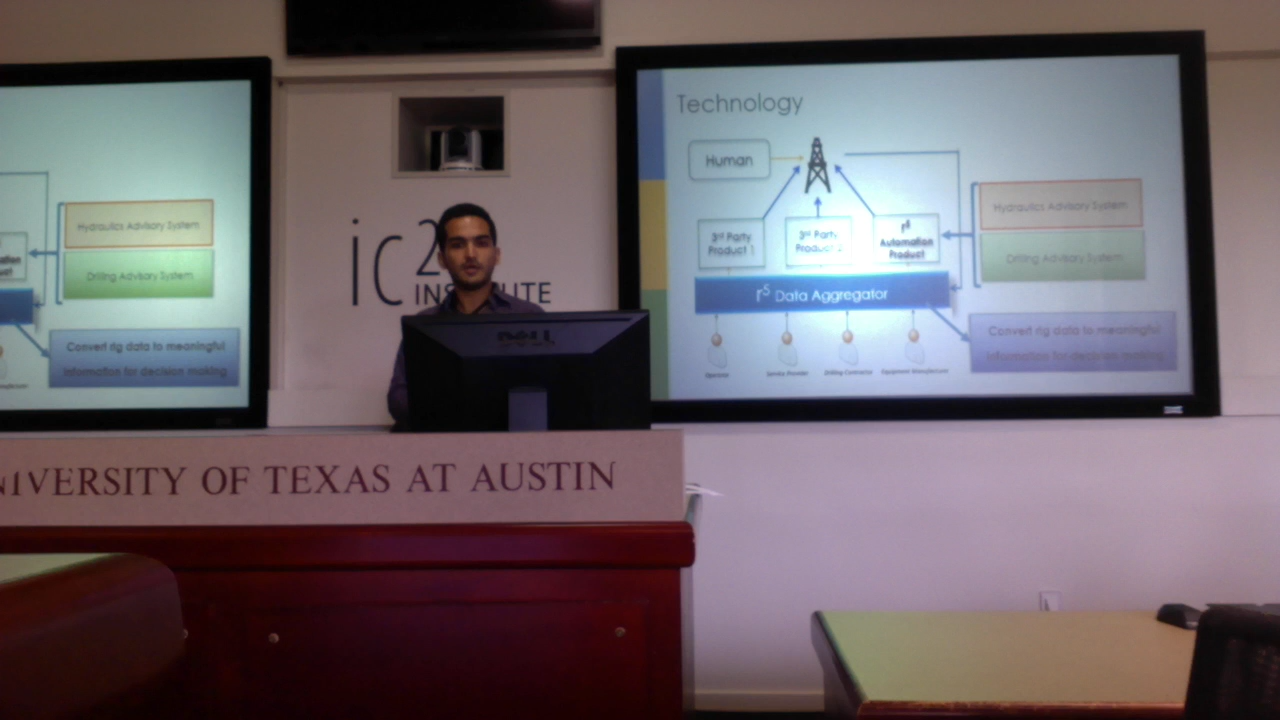 Hydraulics Advisory System
Drilling Advisory System
Convert rig data to meaningful
Information for decision making
ic2
INSTITUTE
DELL
UNIVERSITY OF TEXAS AT AUSTIN
Technology
Human
3rd Party
Product 1
3rd Party
Product 2
r5
Automation
Product
r5 Data Aggregator
Operator
Service Provider
Drilling Contractor
Equipment Manufacturer
Hydraulics Advisory System
Drilling Advisory System
Convert rig data to meaningful
Information for decision making